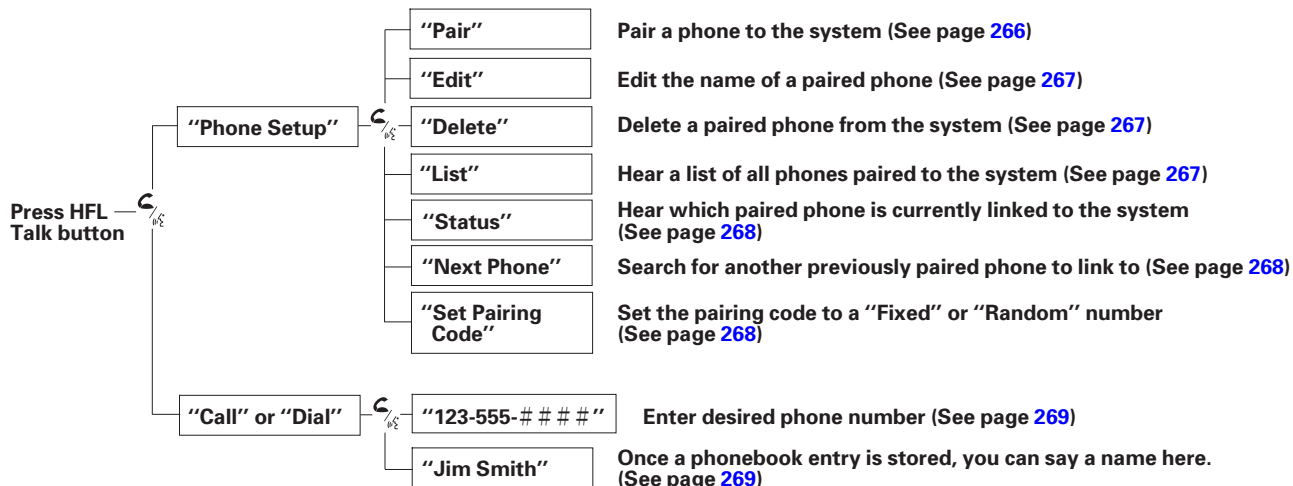 "Pair" Pair a phone to the system (See page 266)
"Edit" Edit the name of a paired phone (See page 267)
"Phone Setup" "Delete" Delete a paired phone from the system (See page 267)
"List" Hear a list of all phones paired to the system (See page 267)
Press HFL
Talk button
"Status" Hear which paired phone is currently linked to the system
(See page 268)
"Next Phone" Search for another previously paired phone to link to (See page 268)
"Set Pairing
Code"
Set the pairing code to a "Fixed" or "Random" number
(See page 268)
"Call" or "Dial" "123-555-####" Enter desired phone number (See page 269)
"Jim Smith" Once a phonebook entry is stored, you can say a name here.
(See page 269)